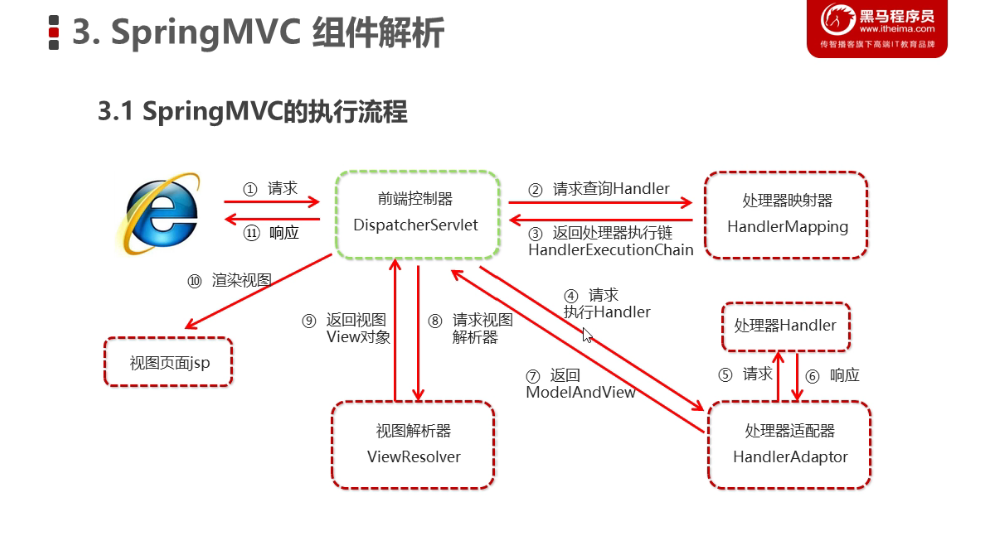 3. SpringMVC 组件解析
黑马程序员
www.itheima.com
传智播客旗下高端IT教育品牌
3.1 SpringMVC的执行流程
① 请求
⑪ 响应
前端控制器
DispatcherServlet
② 请求查询Handler
③ 返回处理器执行链
HandlerExecutionChain
处理器映射器
HandlerMapping
⑩ 渲染视图
⑨ 返回视图
View对象
⑧ 请求视图
解析器
④ 请求
执行Handler
处理器Handler
视图页面jsp
⑦ 返回
ModelAndView
⑤ 请求
⑥ 响应
视图解析器
ViewResolver
处理器适配器
HandlerAdaptor